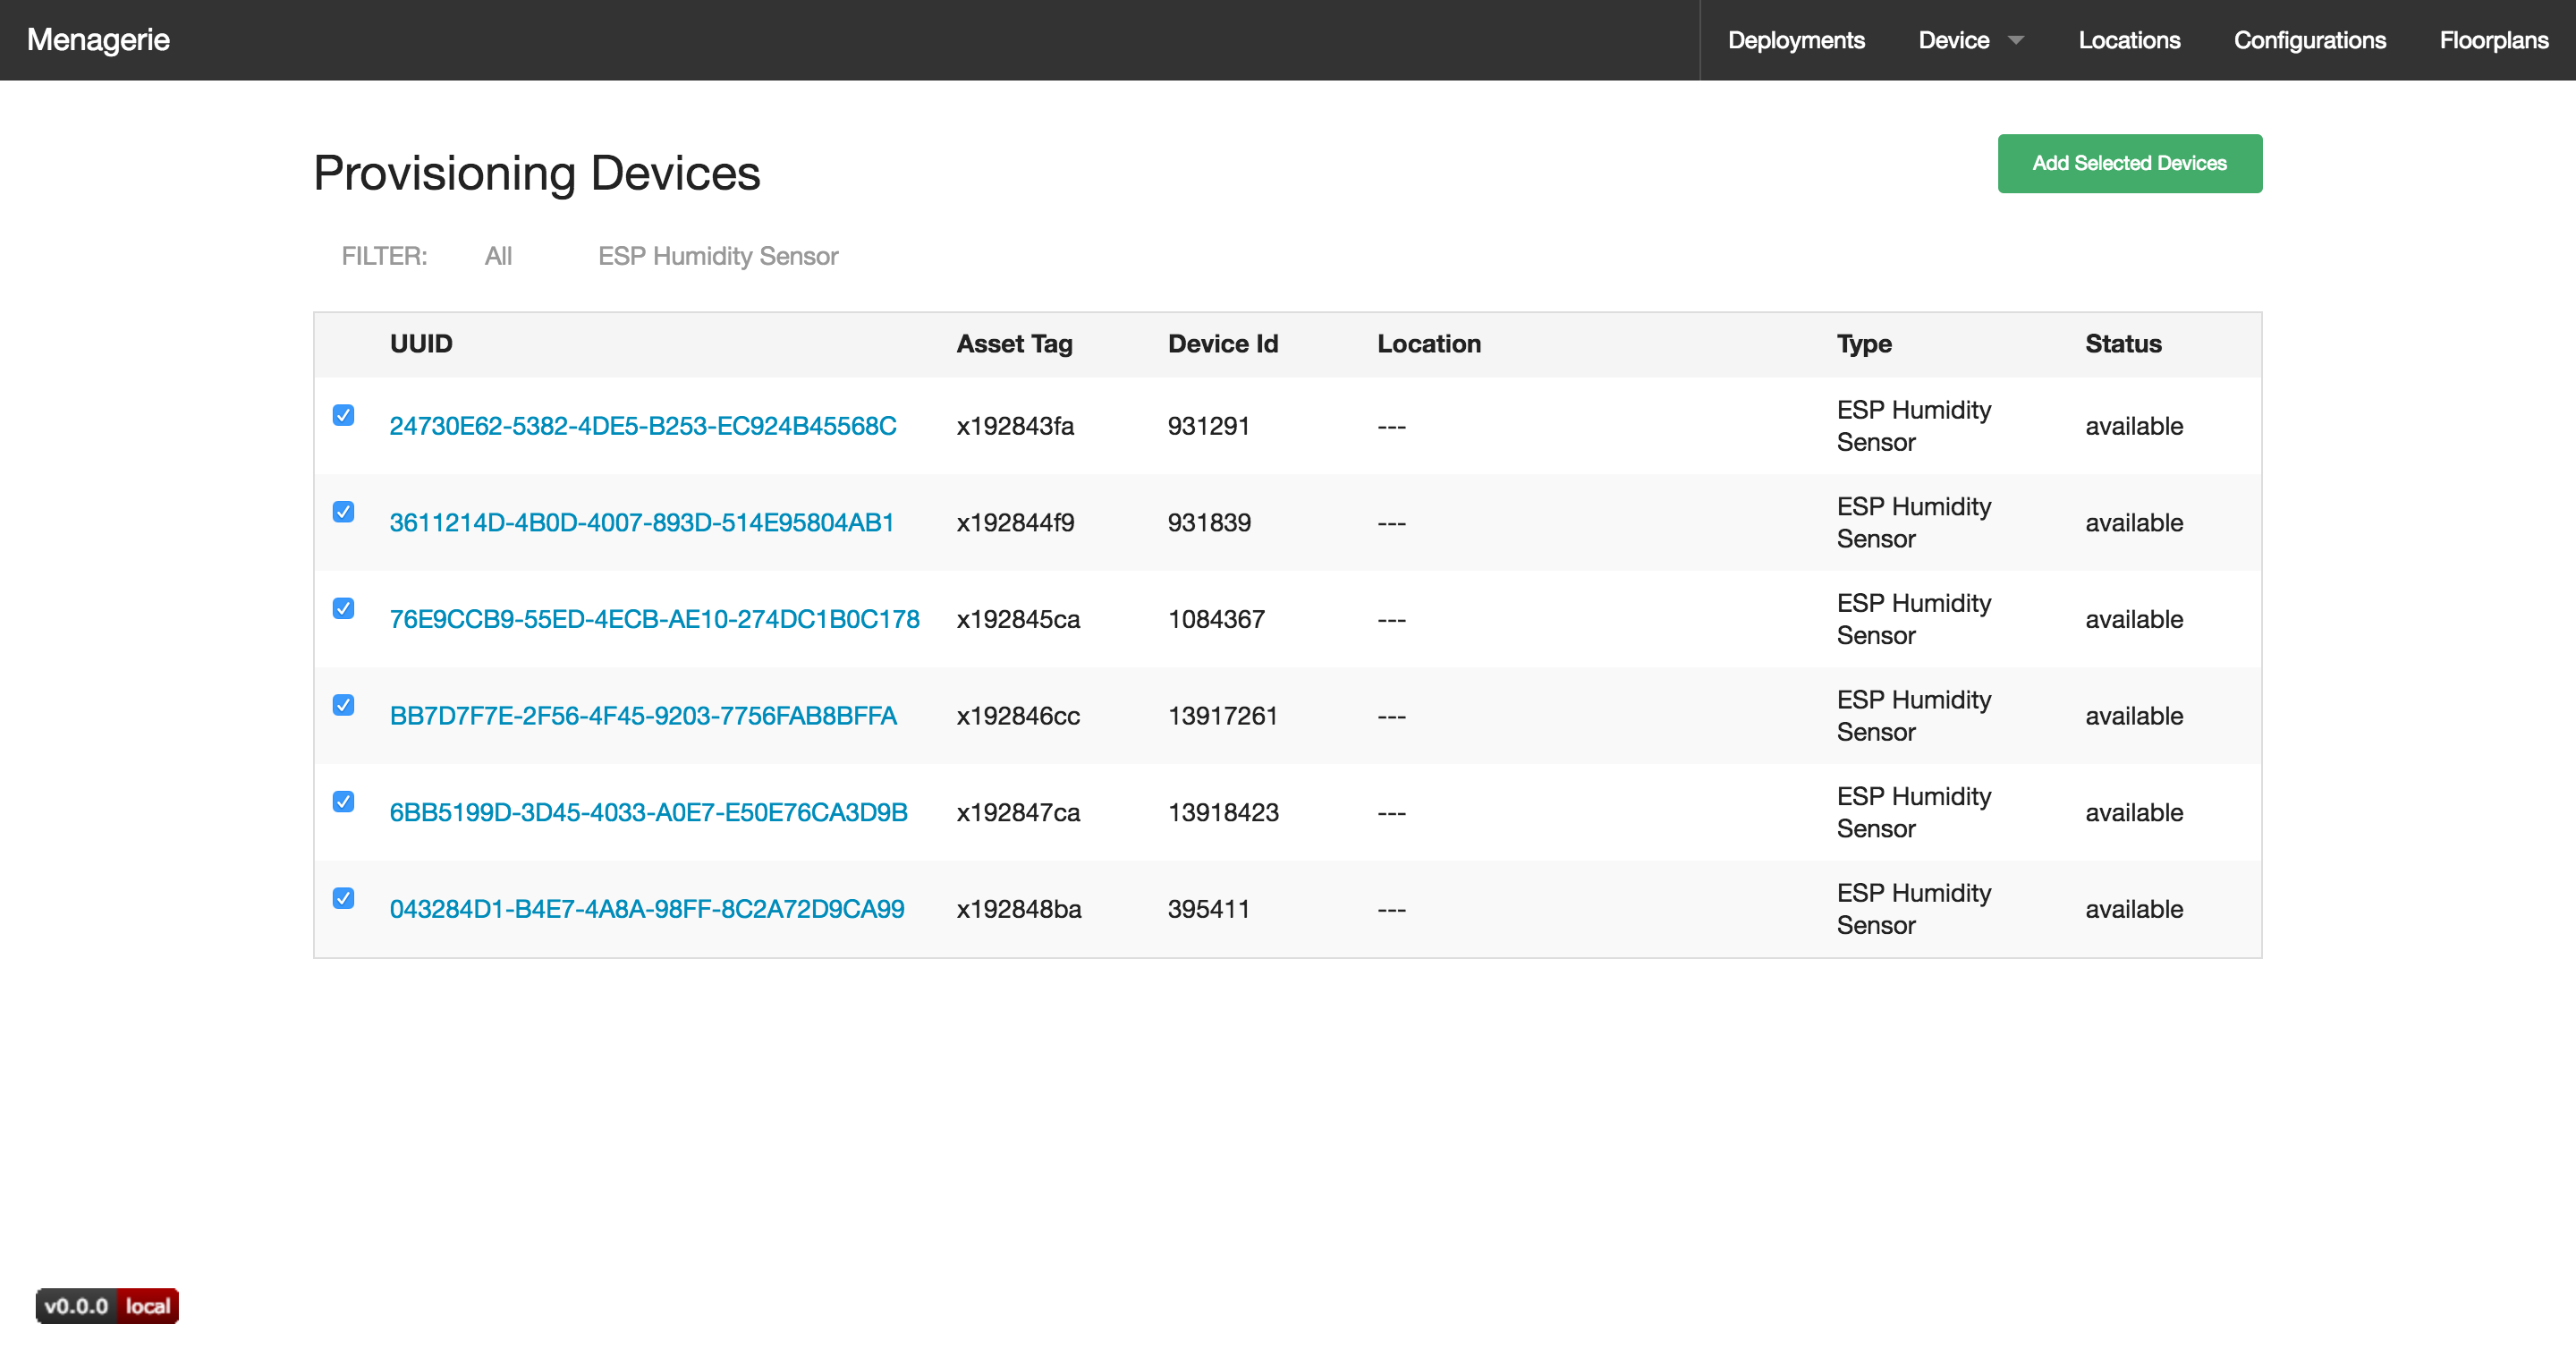 Menagerie Deployments Device Locations Configurations Floorplans
Provisioning Devices
Add Selected Devices
FILTER: All ESP Humidity Sensor
UUID Asset Tag Device Id Location Type Status
24730E62-5382-4DE5-B253-EC924B45568C x192843fa 931291 --- ESP Humidity Sensor available
3611214D-4B0D-4007-893D-514E95804AB1 x192844f9 931839 --- ESP Humidity Sensor available
76E9CCB9-55ED-4ECB-AE10-274DC1B0C178 x192845ca 1084367 --- ESP Humidity Sensor available
BB7D7F7E-2F56-4F45-9203-7756FAB8BFFA x192846cc 13917261 --- ESP Humidity Sensor available
6BB5199D-3D45-4033-A0E7-E50E76CA3D9B x192847ca 13918423 --- ESP Humidity Sensor available
043284D1-B4E7-4A8A-98FF-8C2A72D9CA99 x192848ba 395411 --- ESP Humidity Sensor available
v0.0.0 local